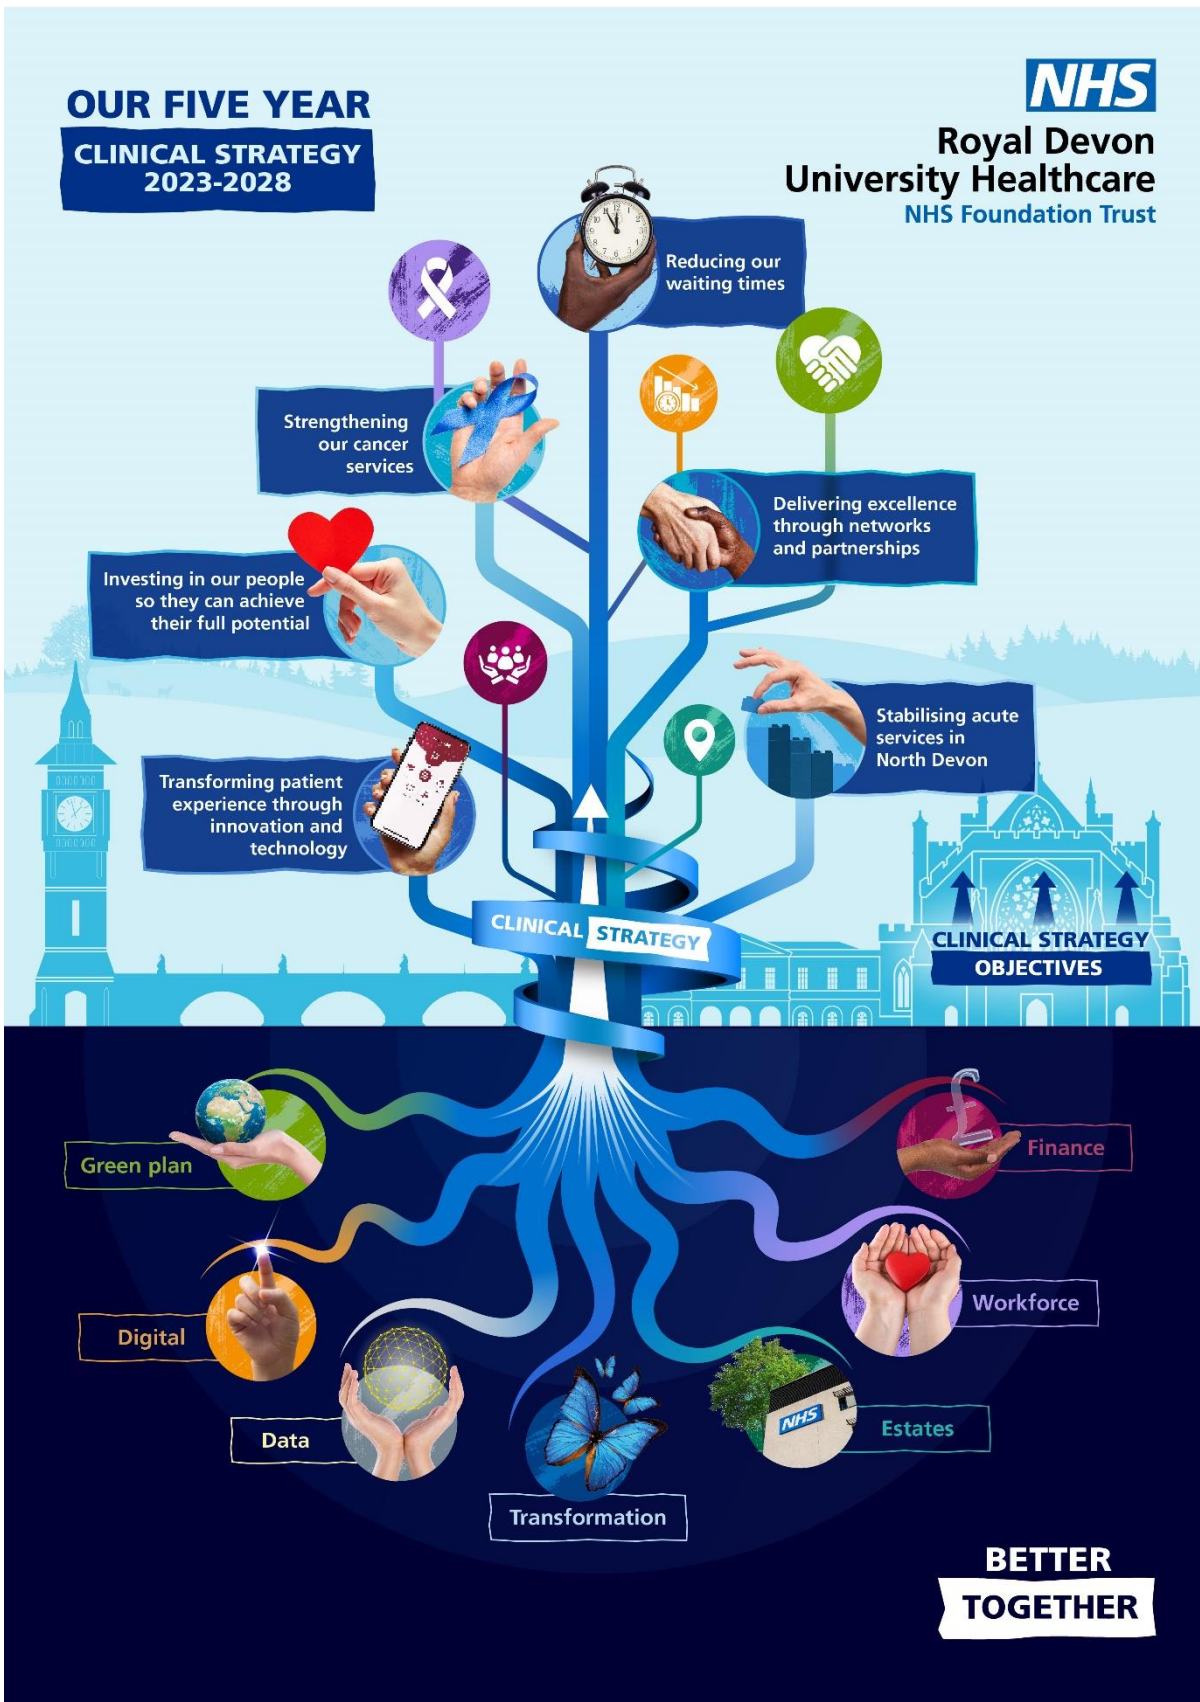 OUR FIVE YEAR
CLINICAL STRATEGY
2023-2028
NHS
Royal Devon
University Healthcare
NHS Foundation Trust
Reducing our
waiting times
Strengthening
our cancer
services
Delivering excellence
through networks
and partnerships
Investing in our people
so they can achieve
their full potential
Stabilising acute
services in
North Devon
Transforming patient
experience through
innovation and
technology
CLINICAL STRATEGY
CLINICAL STRATEGY
OBJECTIVES
Green plan
Finance
Digital
Workforce
Data
NHS
Estates
Transformation
BETTER
TOGETHER